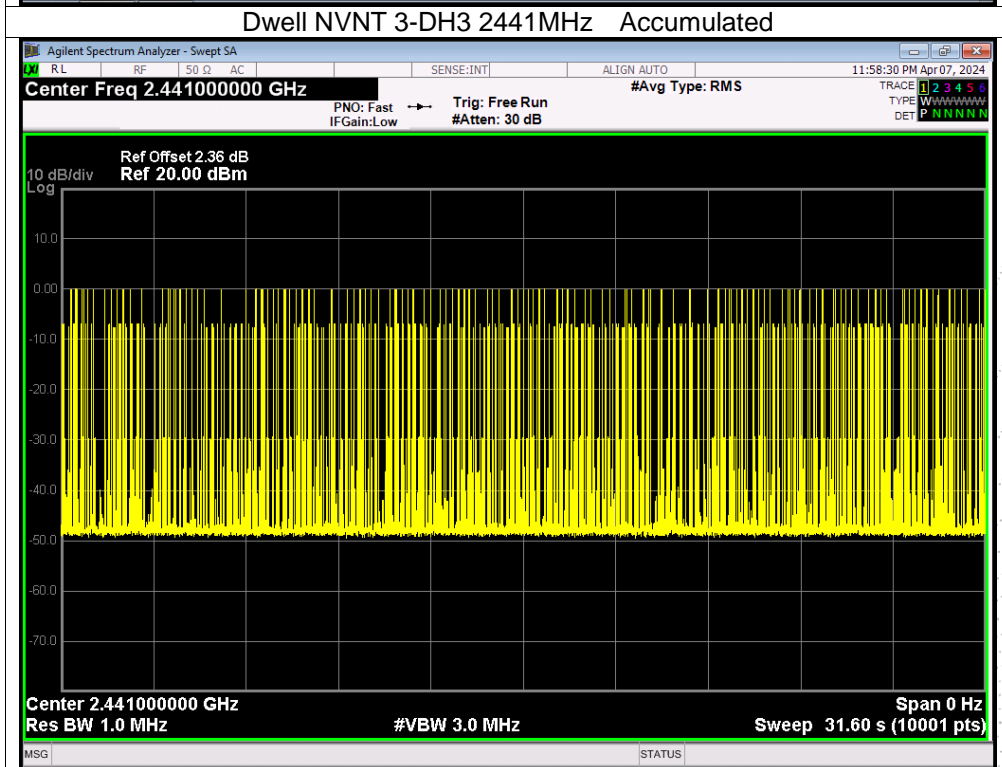 Dwell NVNT 3-DH3 2441MHz Accumulated
Agilent Spectrum Analyzer - Swept SA
LXI RL RF 50 Ω AC SENSE:INT ALIGN AUTO 11:58:30 PM Apr 07, 2024
Center Freq 2.441000000 GHz #Avg Type: RMS TRACE 1 2 3 4 5 6
PNO: Fast Trig: Free Run TYPE WWWWWW
IFGain:Low #Atten: 30 dB DET P N N N N N
Ref Offset 2.36 dB
10 dB/div Ref 20.00 dBm
Log
10.0
0.00
-10.0
-20.0
-30.0
-40.0
-50.0
-60.0
-70.0
Center 2.441000000 GHz Span 0 Hz
Res BW 1.0 MHz #VBW 3.0 MHz Sweep 31.60 s (10001 pts)
MSG STATUS